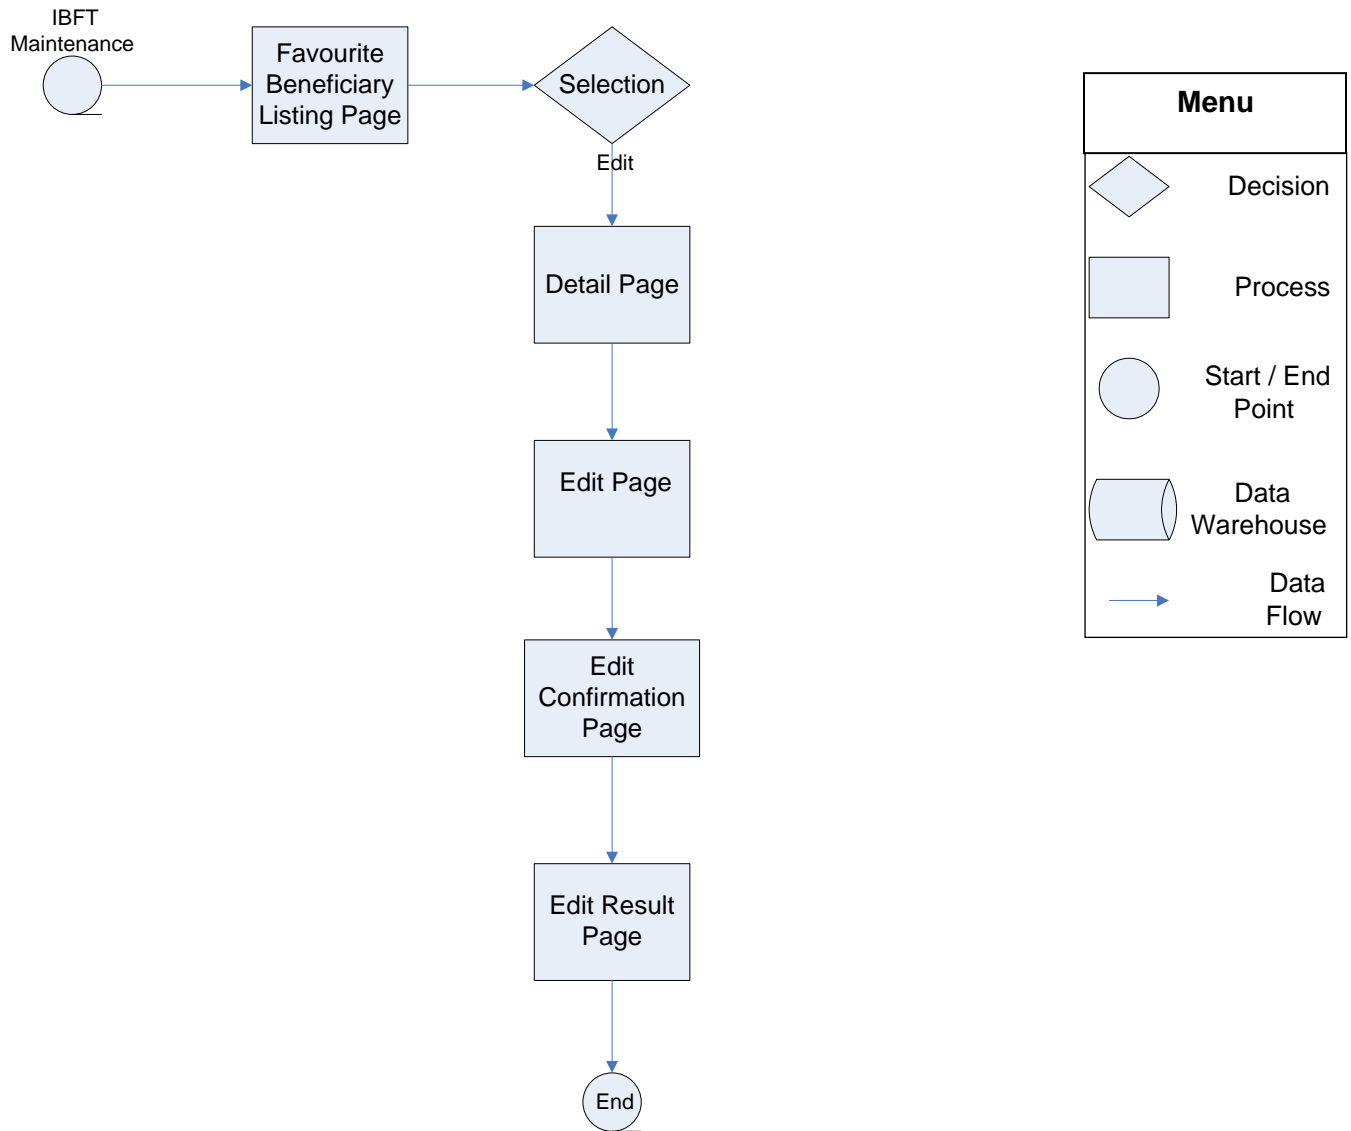 IBFT
Maintenance
Favourite
Beneficiary
Listing Page
Selection
Edit
Detail Page
Edit Page
Edit
Confirmation
Page
Edit Result
Page
End
Menu
Decision
Process
Start / End
Point
Data
Warehouse
Data
Flow